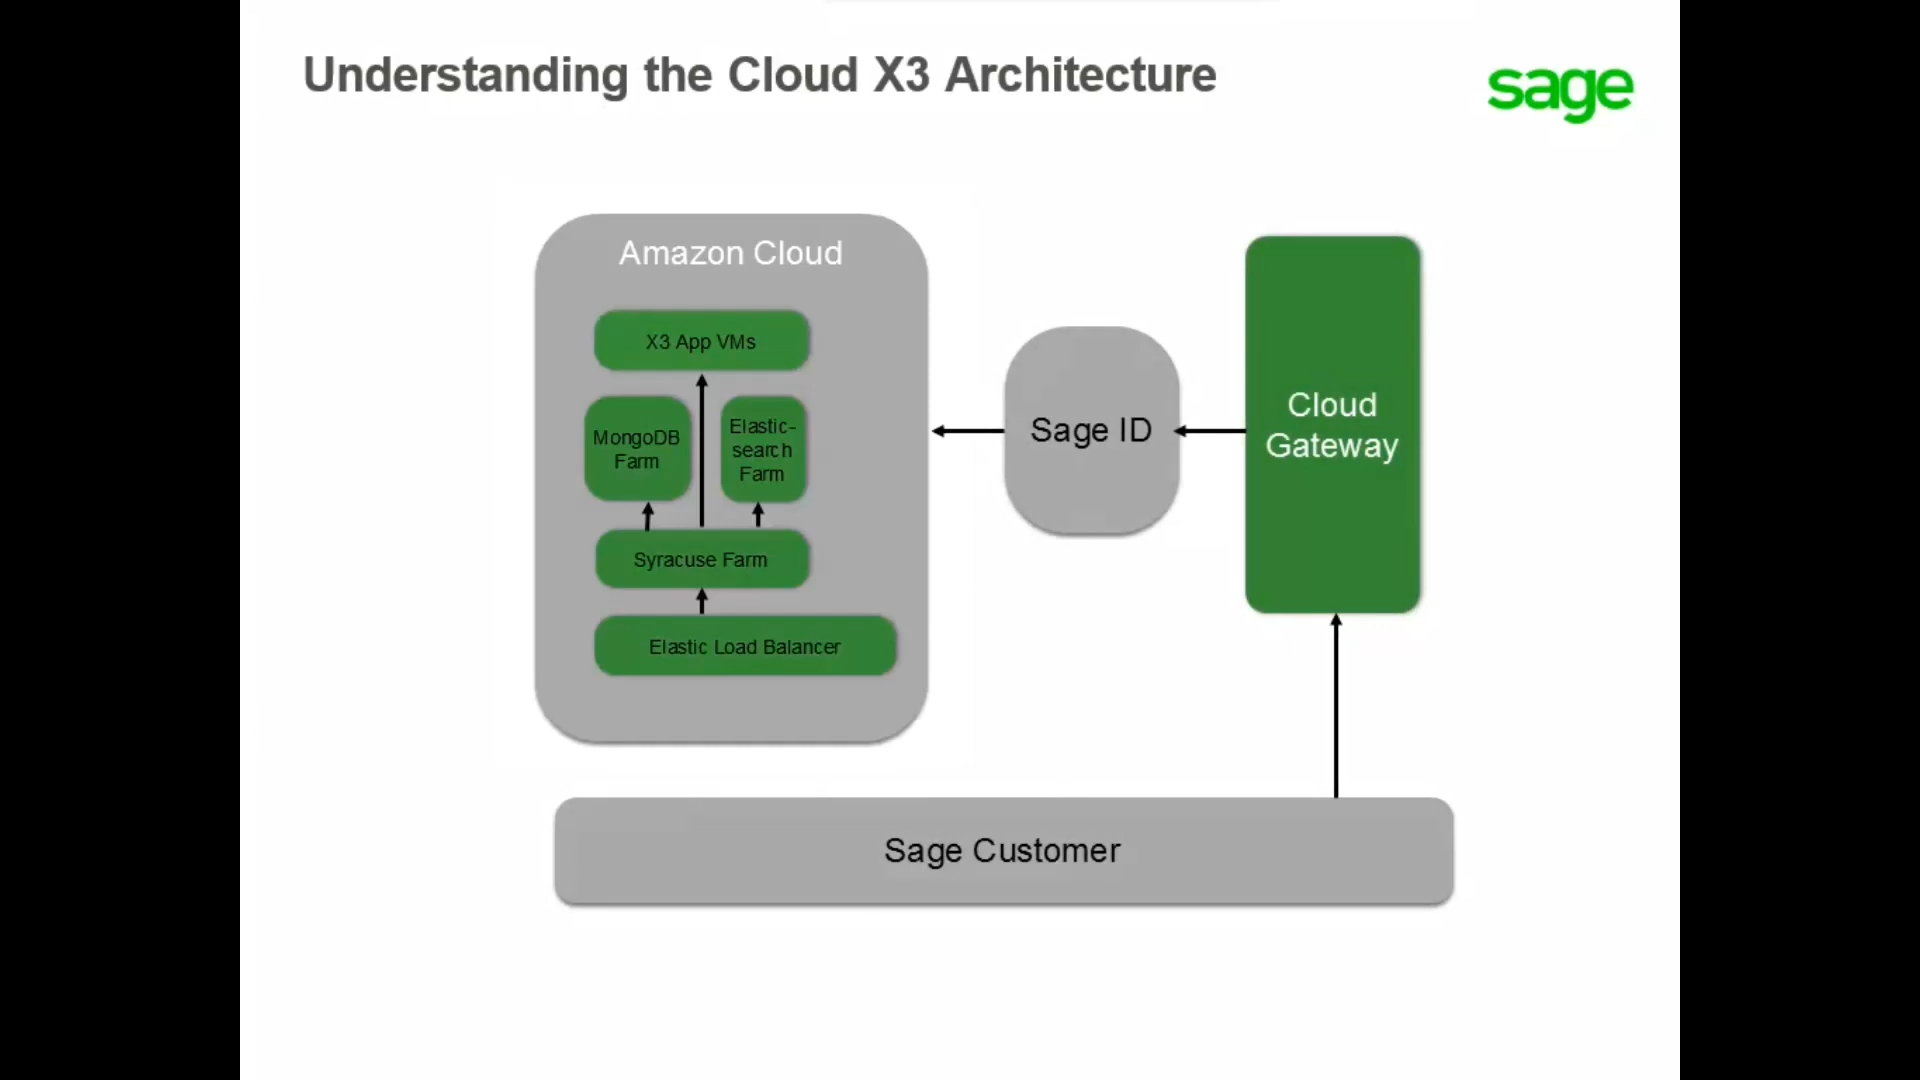 Understanding the Cloud X3 Architecture
sage
Amazon Cloud
X3 App VMs
MongoDB
Farm
Elastic-
search
Farm
Syracuse Farm
Elastic Load Balancer
Sage ID
Cloud
Gateway
Sage Customer